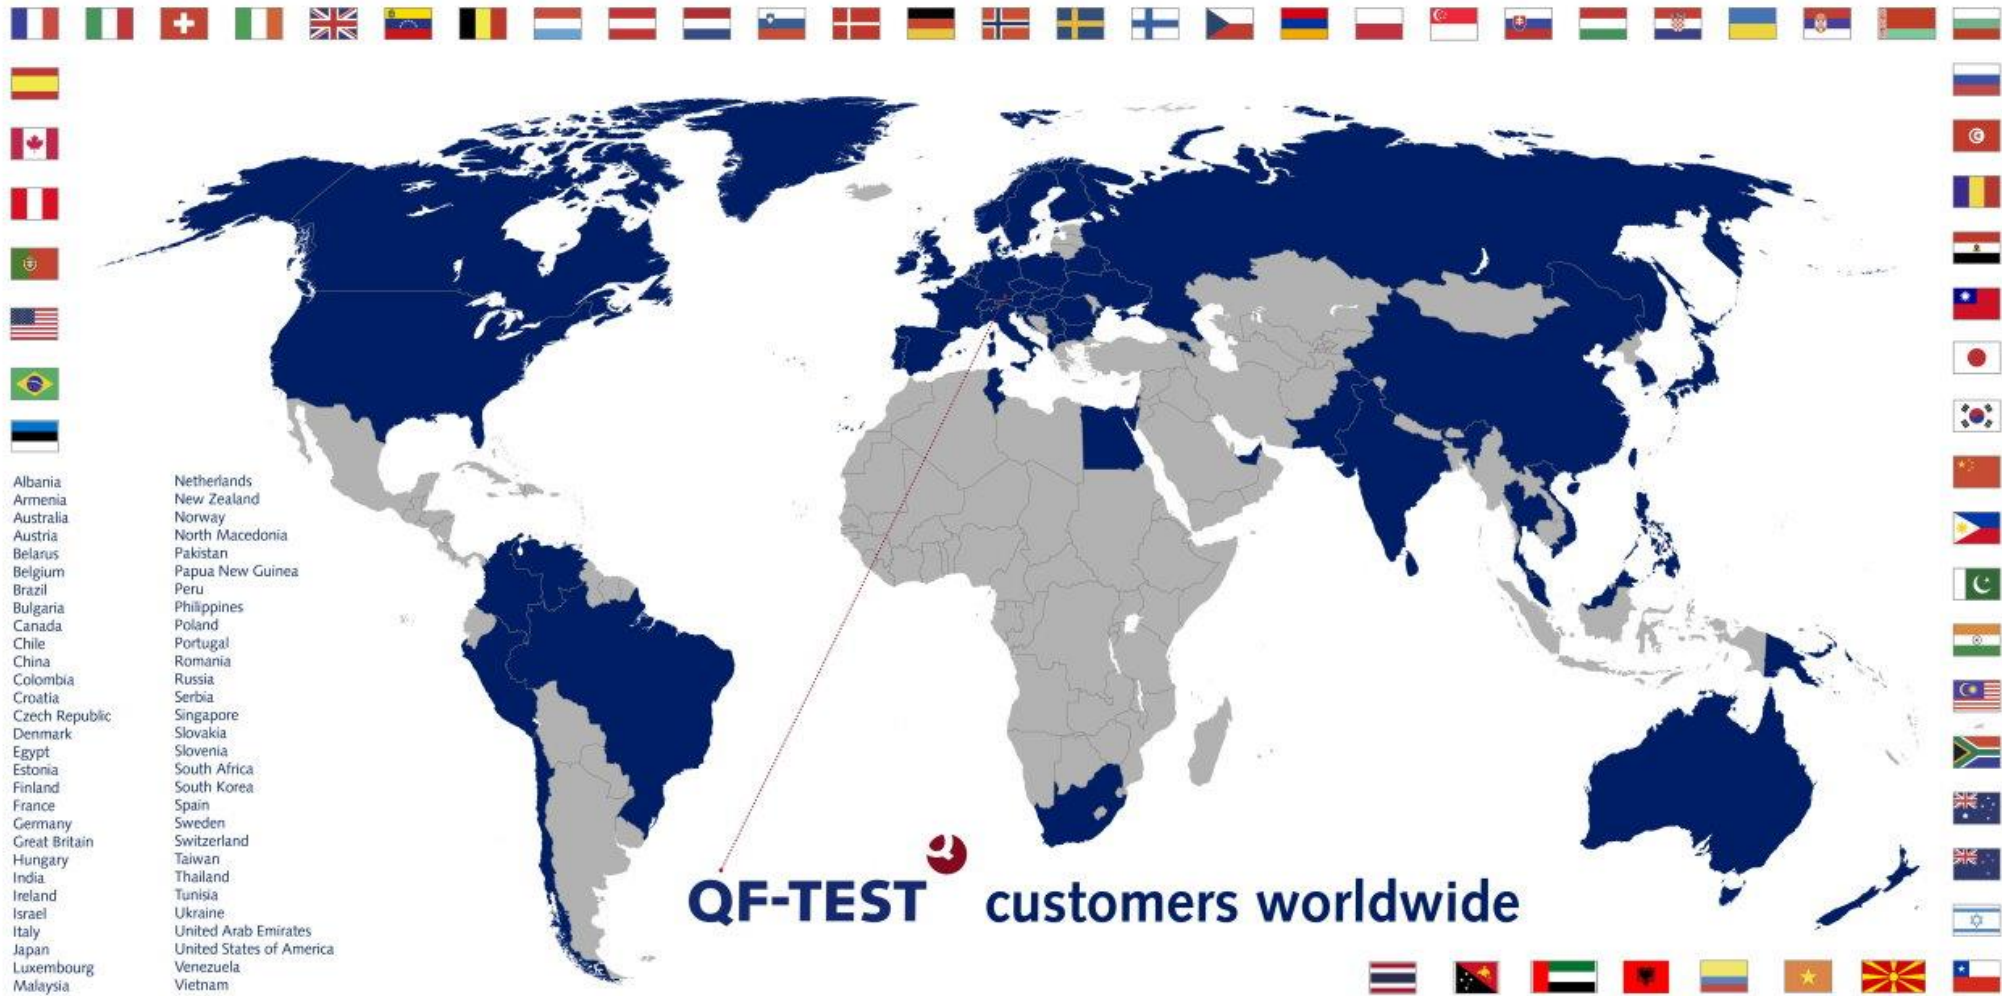 Albania
Armenia
Australia
Austria
Belarus
Belgium
Brazil
Bulgaria
Canada
Chile
China
Colombia
Croatia
Czech Republic
Denmark
Egypt
Estonia
Finland
France
Germany
Great Britain
Hungary
India
Ireland
Israel
Italy
Japan
Luxembourg
Malaysia
Netherlands
New Zealand
Norway
North Macedonia
Pakistan
Papua New Guinea
Peru
Philippines
Poland
Portugal
Romania
Russia
Serbia
Singapore
Slovakia
Slovenia
South Africa
South Korea
Spain
Sweden
Switzerland
Taiwan
Thailand
Tunisia
Ukraine
United Arab Emirates
United States of America
Venezuela
Vietnam
QF-TEST customers worldwide